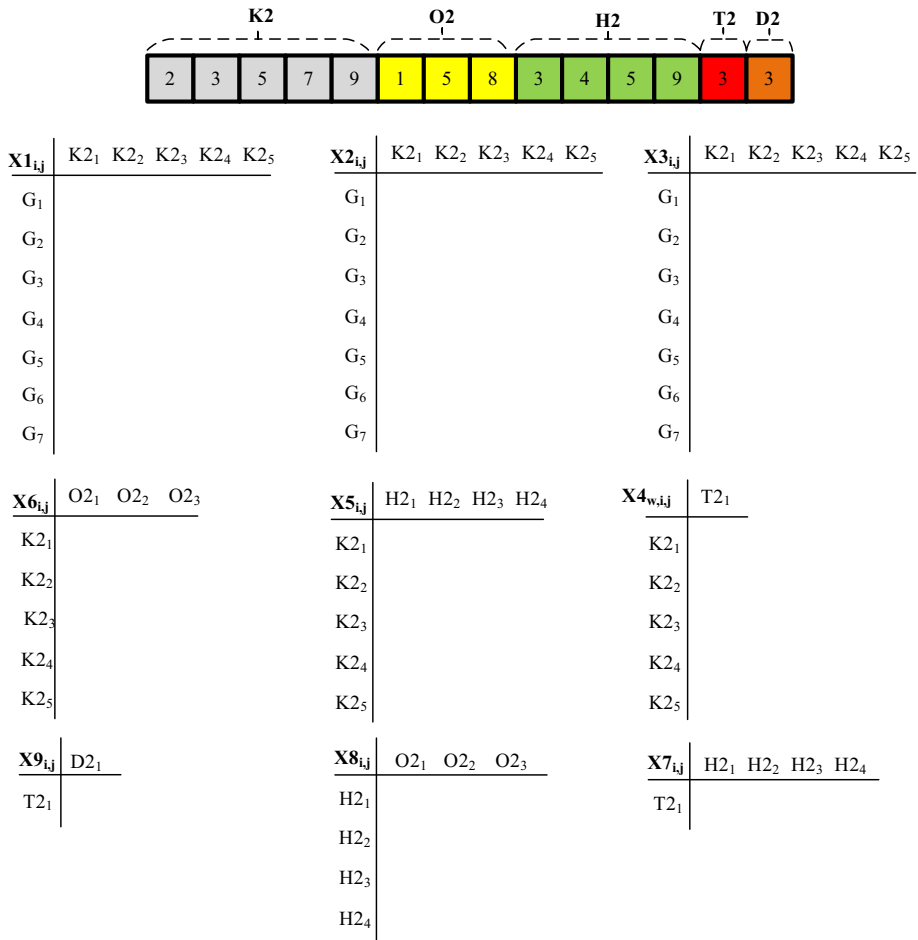 K2 O2 H2 T2 D2
2 3 5 7 9 1 5 8 3 4 5 9 3 3
X1i,j K2₁ K2₂ K2₃ K2₄ K2₅
G₁
G₂
G₃
G₄
G₅
G₆
G₇
X2i,j K2₁ K2₂ K2₃ K2₄ K2₅
G₁
G₂
G₃
G₄
G₅
G₆
G₇
X3i,j K2₁ K2₂ K2₃ K2₄ K2₅
G₁
G₂
G₃
G₄
G₅
G₆
G₇
X6i,j O2₁ O2₂ O2₃
K2₁
K2₂
K2₃
K2₄
K2₅
X5i,j H2₁ H2₂ H2₃ H2₄
K2₁
K2₂
K2₃
K2₄
K2₅
X4w,i,j T2₁
K2₁
K2₂
K2₃
K2₄
K2₅
X9i,j D2₁
T2₁
X8i,j O2₁ O2₂ O2₃
H2₁
H2₂
H2₃
H2₄
X7i,j H2₁ H2₂ H2₃ H2₄
T2₁